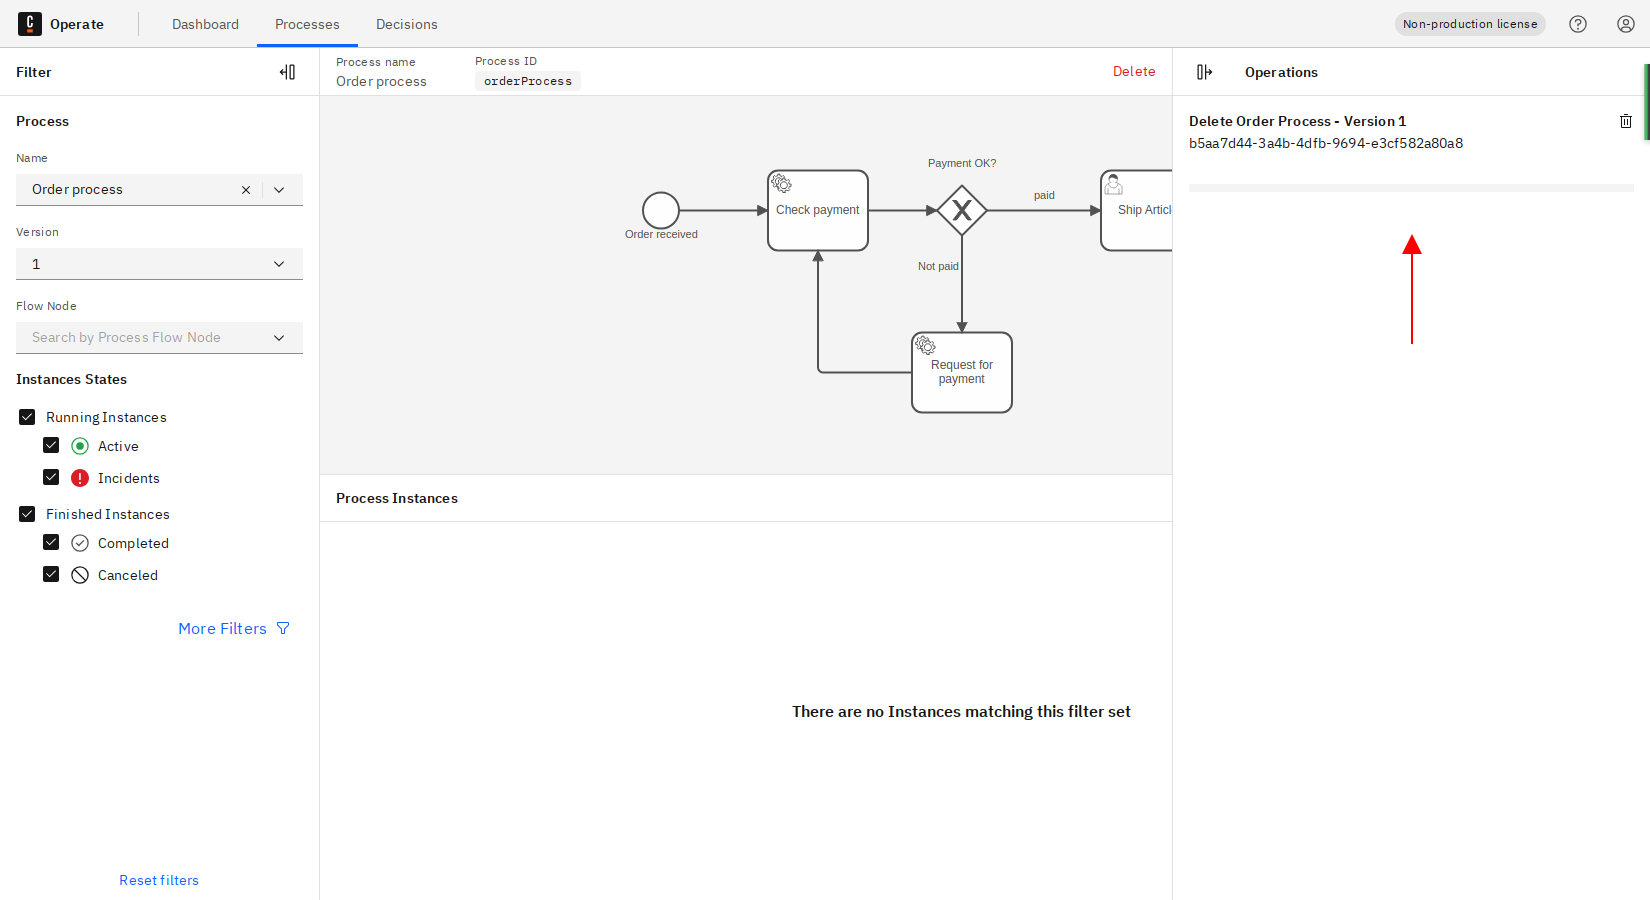 Operate
Dashboard
Processes
Decisions
Non-production license
Filter
Process name
Order process
Process ID
orderProcess
Delete
Operations
Process
Name
Order process
Version
1
Flow Node
Search by Process Flow Node
Instances States
Running Instances
Active
Incidents
Finished Instances
Completed
Canceled
More Filters
Reset filters
Order received
Check payment
Payment OK?
paid
Not paid
Ship Articl
Request for
payment
Process Instances
There are no Instances matching this filter set
Delete Order Process - Version 1
b5aa7d44-3a4b-4dfb-9694-e3cf582a80a8